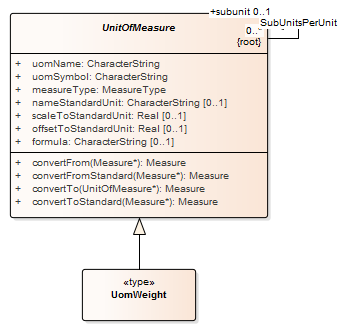 +subunit 0..1
SubUnitsPerUnit
UnitOfMeasure
0..*
{root}
+ uomName: CharacterString
+ uomSymbol: CharacterString
+ measureType: MeasureType
+ nameStandardUnit: CharacterString [0..1]
+ scaleToStandardUnit: Real [0..1]
+ offsetToStandardUnit: Real [0..1]
+ formula: CharacterString [0..1]
+ convertFrom(Measure*): Measure
+ convertFromStandard(Measure*): Measure
+ convertTo(UnitOfMeasure*): Measure
+ convertToStandard(Measure*): Measure
«type»
UomWeight